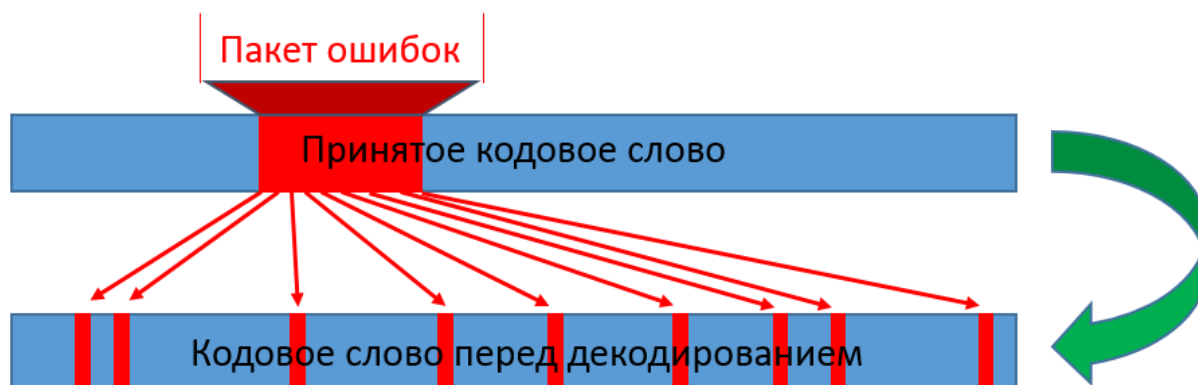 Пакет ошибок
Принятое кодовое слово
Кодовое слово перед декодированием